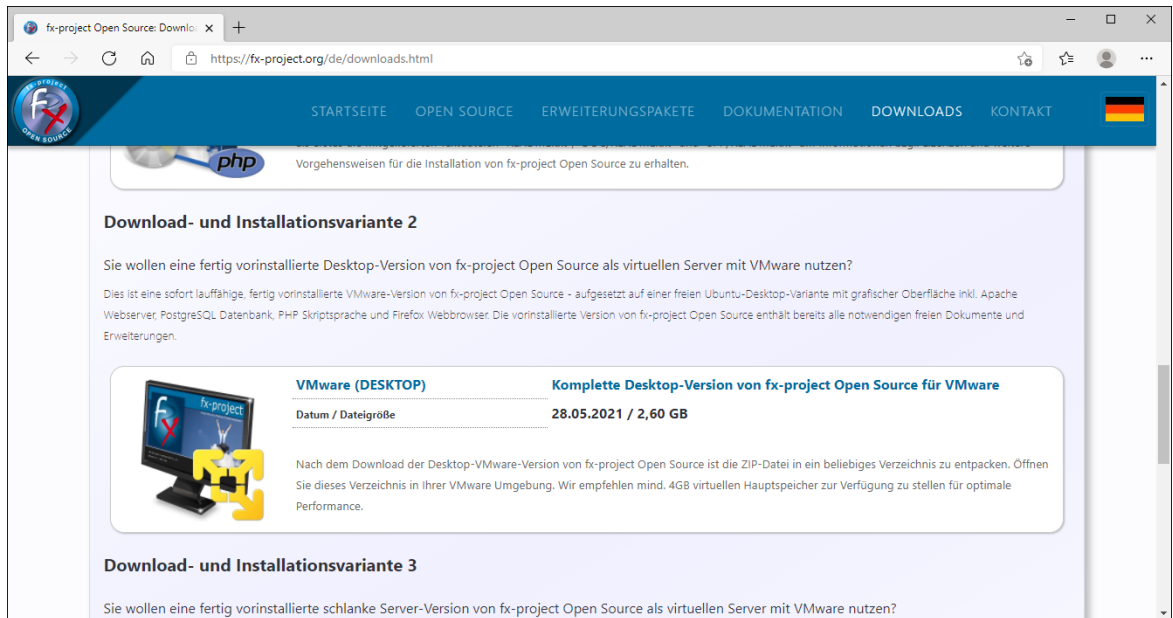 fx-project Open Source: Downlo
https://fx-project.org/de/downloads.html
fx-project
OPEN SOURCE
STARTSEITE OPEN SOURCE ERWEITERUNGSPAKETE DOKUMENTATION DOWNLOADS KONTAKT
php
Vorgehensweisen für die Installation von fx-project Open Source zu erhalten.
Download- und Installationsvariante 2
Sie wollen eine fertig vorinstallierte Desktop-Version von fx-project Open Source als virtuellen Server mit VMware nutzen?
Dies ist eine sofort lauffähige, fertig vorinstallierte VMware-Version von fx-project Open Source - aufgesetzt auf einer freien Ubuntu-Desktop-Variante mit grafischer Oberfläche inkl. Apache
Webserver, PostgreSQL Datenbank, PHP Skriptsprache und Firefox Webbrowser. Die vorinstallierte Version von fx-project Open Source enthält bereits alle notwendigen freien Dokumente und
Erweiterungen.
fx-project
VMware (DESKTOP) Komplette Desktop-Version von fx-project Open Source für VMware
Datum / Dateigröße 28.05.2021 / 2,60 GB
Nach dem Download der Desktop-VMware-Version von fx-project Open Source ist die ZIP-Datei in ein beliebiges Verzeichnis zu entpacken. Öffnen
Sie dieses Verzeichnis in Ihrer VMware Umgebung. Wir empfehlen mind. 4GB virtuellen Hauptspeicher zur Verfügung zu stellen für optimale
Performance.
Download- und Installationsvariante 3
Sie wollen eine fertig vorinstallierte schlanke Server-Version von fx-project Open Source als virtuellen Server mit VMware nutzen?